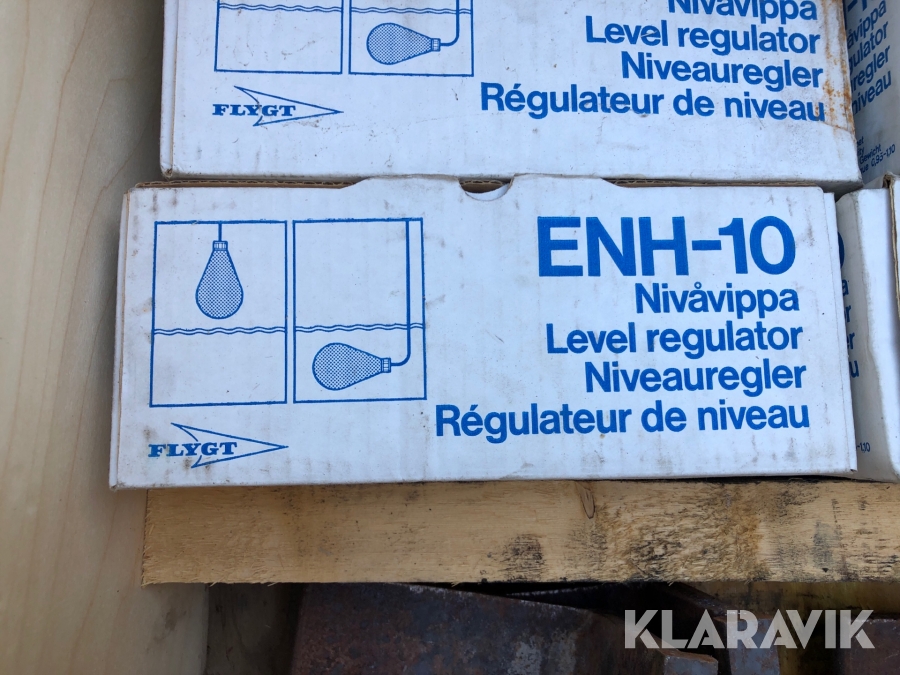 Nivåvippa
Level regulator
Niveauregler
Régulateur de niveau
FLYGT
ENH-10
Nivåvippa
Level regulator
Niveauregler
Régulateur de niveau
FLYGT
KLARAVIK